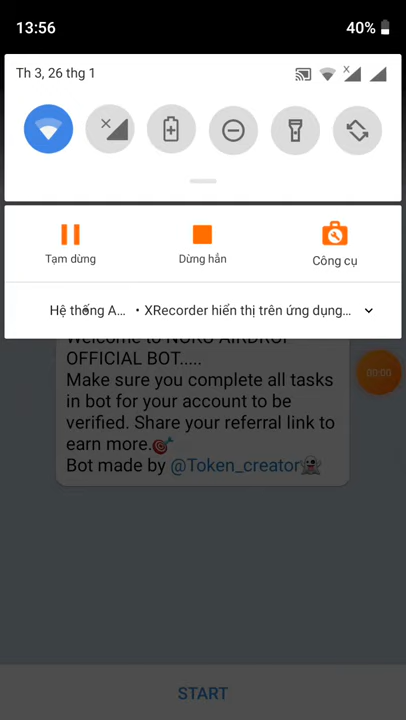 13:56
40%
Th 3, 26 thg 1
Tạm dừng
Dừng hẳn
Công cụ
Hệ thống A... • XRecorder hiển thị trên ứng dụng...
OFFICIAL BOT.....
Make sure you complete all tasks
in bot for your account to be
verified. Share your referral link to
earn more.🎯
Bot made by @Token_creator👻
00:00
START